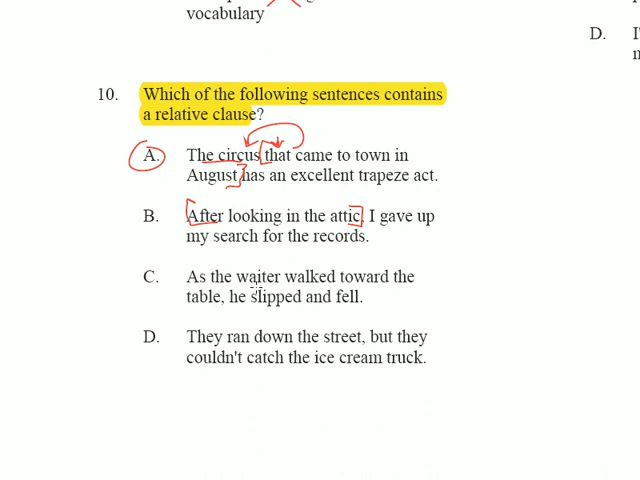 vocabulary
D. I'
10. Which of the following sentences contains
a relative clause?
A. The circus that came to town in
August has an excellent trapeze act.
B. After looking in the attic, I gave up
my search for the records.
C. As the waiter walked toward the
table, he slipped and fell.
D. They ran down the street, but they
couldn't catch the ice cream truck.